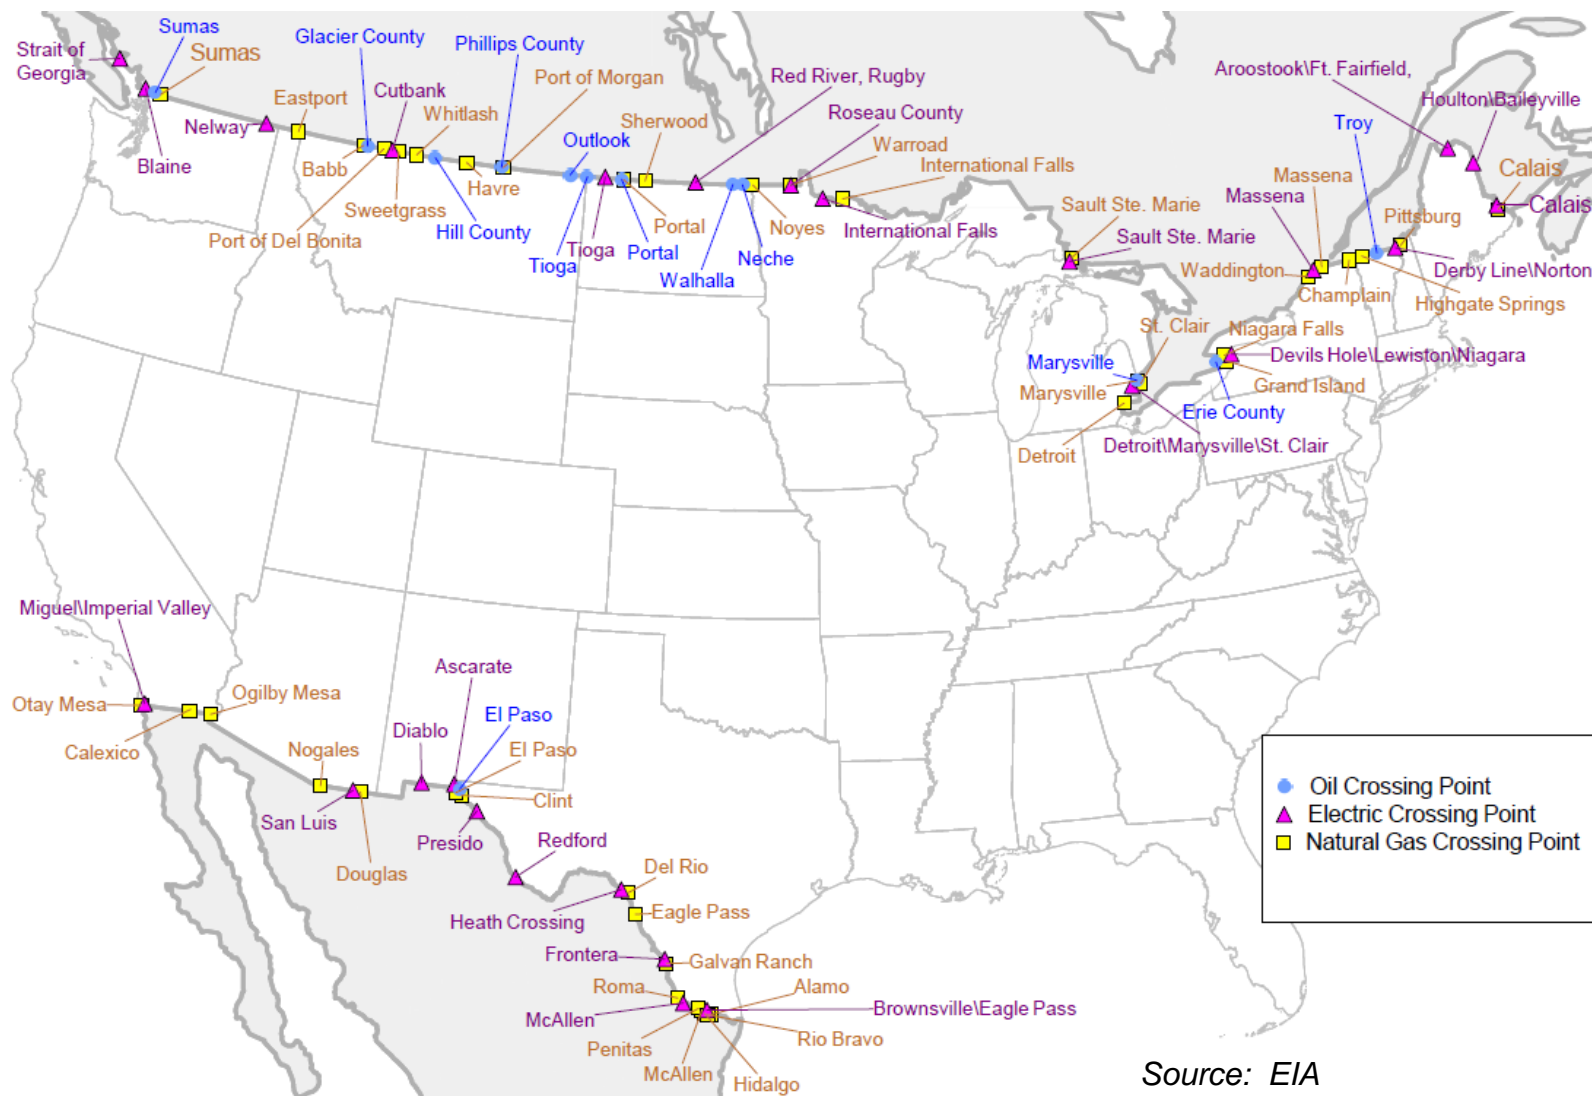 Sumas
Strait of
Georgia
Sumas
Glacier County
Phillips County
Port of Morgan
Eastport
Cutbank
Whitlash
Nelway
Blaine
Babb
Sweetgrass
Port of Del Bonita
Havre
Hill County
Outlook
Sherwood
Red River, Rugby
Roseau County
Warroad
International Falls
Tioga
Tioga
Portal
Portal
Walhalla
Neche
Noyes
International Falls
Aroostook\Ft. Fairfield,
Houlton\Baileyville
Troy
Massena
Massena
Calais
Calais
Pittsburg
Sault Ste. Marie
Sault Ste. Marie
Waddington
Champlain
Derby Line\Norton
Highgate Springs
St. Clair
Niagara Falls
Marysville
Marysville
Devils Hole\Lewiston\Niagara
Grand Island
Erie County
Detroit
Detroit\Marysville\St. Clair
Miguel\Imperial Valley
Otay Mesa
Ogilby Mesa
Calexico
Ascarate
El Paso
Diablo
El Paso
Nogales
Clint
San Luis
Presido
Douglas
Redford
Del Rio
Heath Crossing
Eagle Pass
Frontera
Galvan Ranch
Roma
Alamo
McAllen
Brownsville\Eagle Pass
Penitas
Rio Bravo
McAllen
Hidalgo
Oil Crossing Point
Electric Crossing Point
Natural Gas Crossing Point
Source: EIA